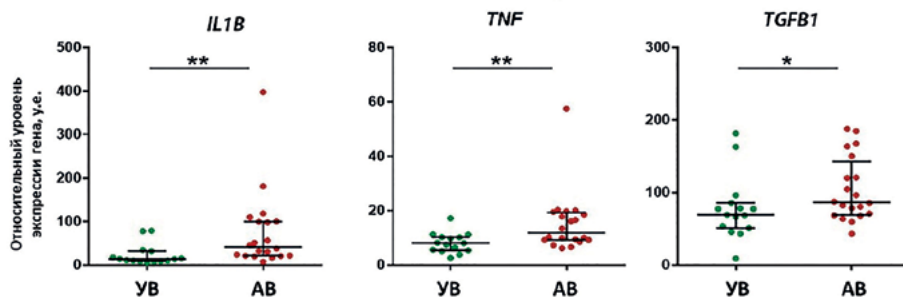 IL1B
TNF
TGFB1
Относительный уровень
экспрессии гена, у.е.
500
400
300
200
100
0
**
УВ
АВ
80
60
40
20
0
**
УВ
АВ
300
200
100
0
*
УВ
АВ